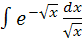 ∫ e^{-√x} dx/√x